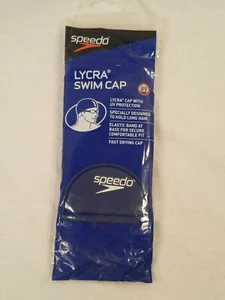 speedo
LYCRA®
SWIM CAP
UV
LYCRA® CAP WITH
UV PROTECTION
SPECIALLY DESIGNED
TO HOLD LONG HAIR
ELASTIC BAND AT
BASE FOR SECURE
COMFORTABLE FIT
FAST DRYING CAP
speedo